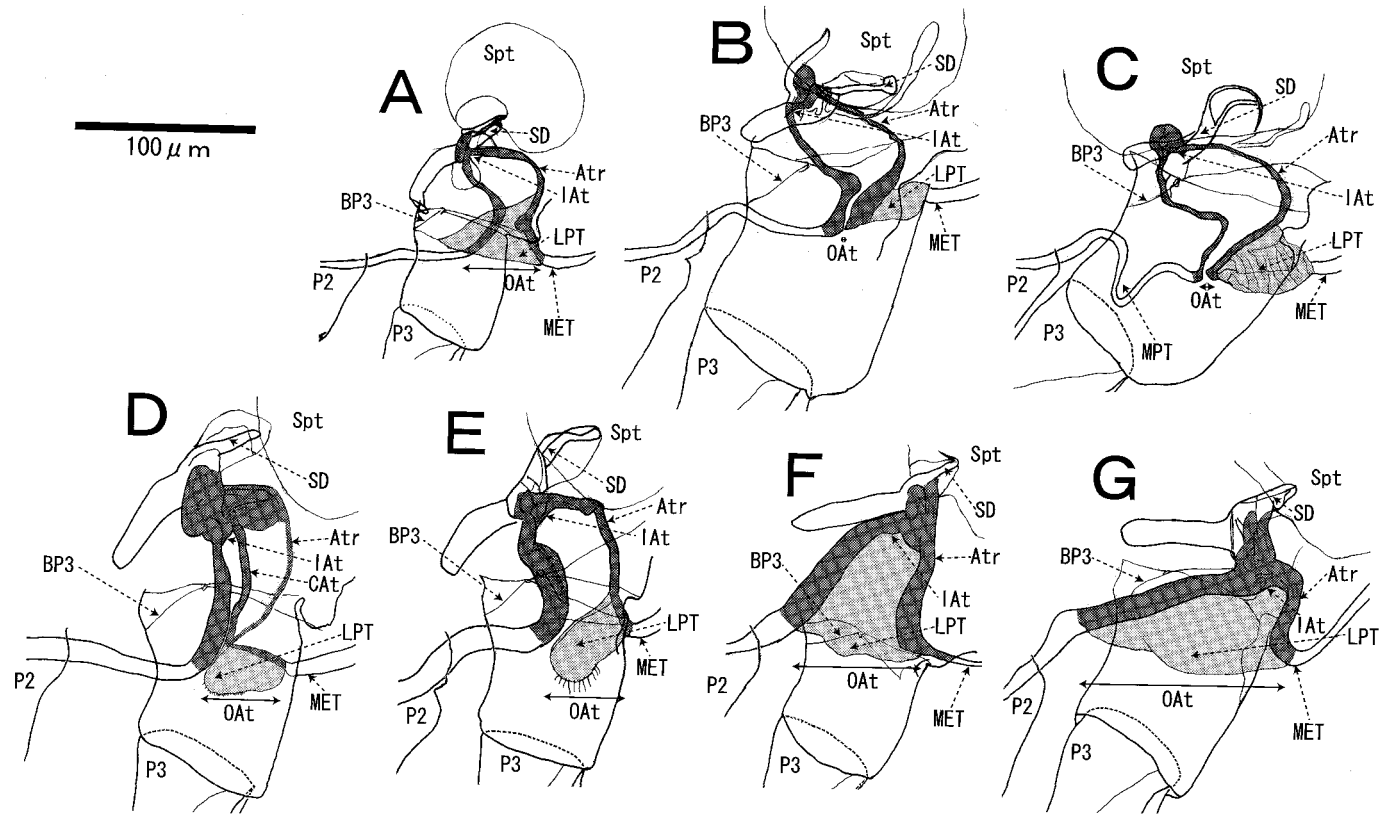 100 μm
A
Spt
SD
Atr
IAt
BP3
LPT
P2
OAt
MET
P3
B
Spt
SD
Atr
BP3
IAt
LPT
P2
OAt
MET
P3
C
Spt
SD
Atr
BP3
IAt
LPT
P2
OAt
MET
P3
MPT
D
Spt
SD
Atr
IAt
CAt
BP3
LPT
P2
OAt
MET
P3
E
Spt
SD
Atr
BP3
IAt
LPT
MET
P2
OAt
P3
F
Spt
SD
Atr
BP3
IAt
LPT
P2
OAt
MET
P3
G
Spt
SD
BP3
Atr
IAt
LPT
P2
OAt
MET
P3